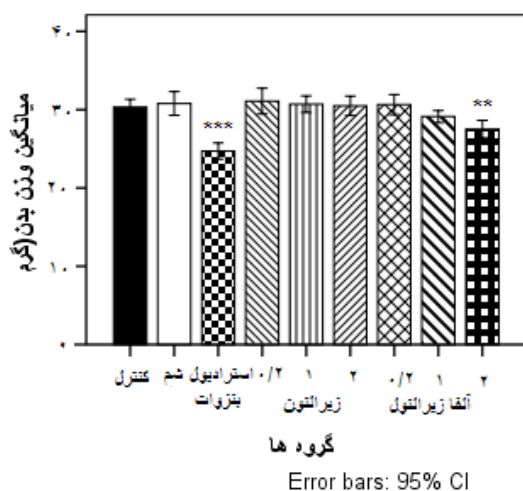 میانگین وزن بدن(گرم
۴۰
۳۰
۲۰
۱۰
۰
***
**
کنترل
شم
استرادیول
بنزوات
۰/۲
۱
۲
زیرالنون
۰/۲
۱
۲
آلفا زیرالنول
گروه ها
Error bars: 95% CI